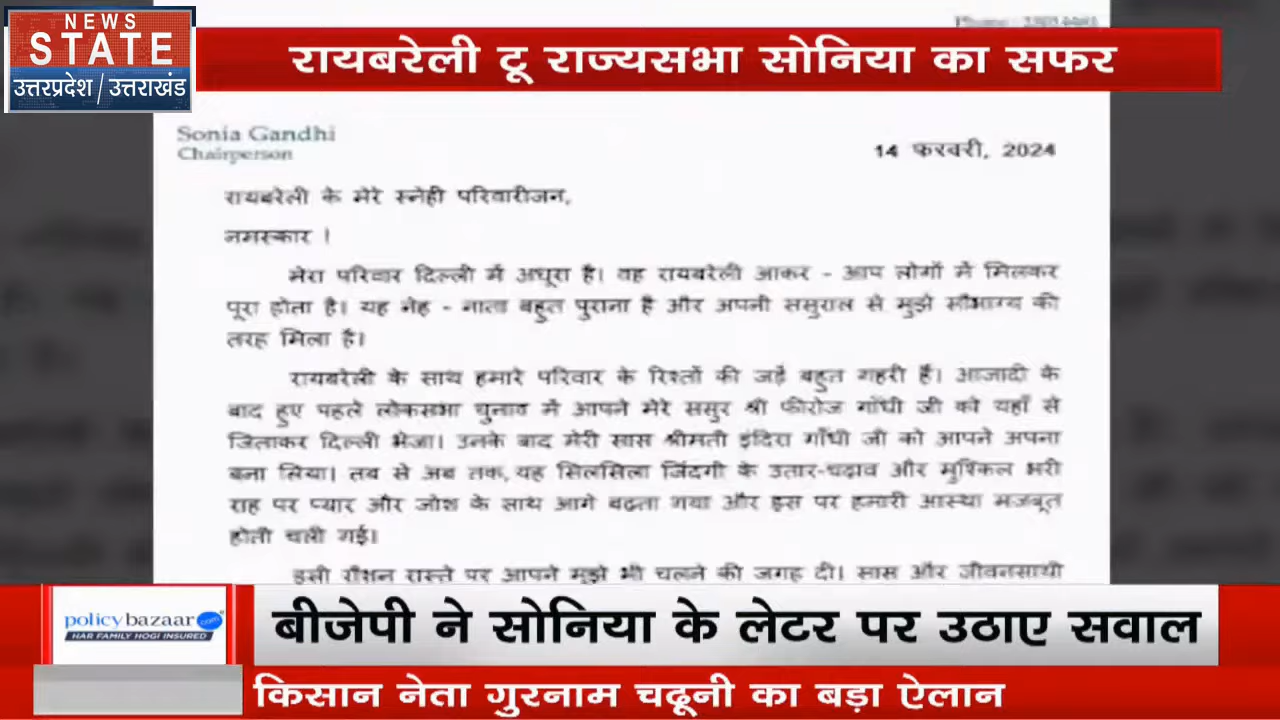 NEWS
STATE
उत्तरप्रदेश/उत्तराखंड
रायबरेली टू राज्यसभा सोनिया का सफर
Sonia Gandhi
Chairperson
14 फरवरी, 2024
रायबरेली के मेरे स्नेही परिवारीजन,
नमस्कार ।
मेरा परिवार दिल्ली में अधूरा है। वह रायबरेली आकर - आप लोगों में मिलकर
पूरा होता है। यह नेह - नाता बहुत पुराना है और अपनी ससुराल से मुझे सौभाग्य की
तरह मिला है।
रायबरेली के साथ हमारे परिवार के रिश्तों की जड़ें बहुत गहरी हैं। आजादी के
बाद हुए पहले लोकसभा चुनाव में आपने मेरे ससुर श्री फीरोज गाँधी जी को यहाँ से
जिताकर दिल्ली भेजा। उनके बाद मेरी सास श्रीमती इंदिरा गाँधी जी को आपने अपना
बना लिया। तब से अब तक, यह सिलसिला जिंदगी के उतार-चढ़ाव और मुश्किल भरी
राह पर प्यार और जोश के साथ आगे बढ़ता गया और इस पर हमारी आस्था मजबूत
होती चली गई।
इसी रौशन रास्ते पर आपने मुझे भी चलने की जगह दी। सास और जीवनसाथी
policybazaar.com
HAR FAMILY HOGI INSURED
बीजेपी ने सोनिया के लेटर पर उठाए सवाल
किसान नेता गुरनाम चढूनी का बड़ा ऐलान